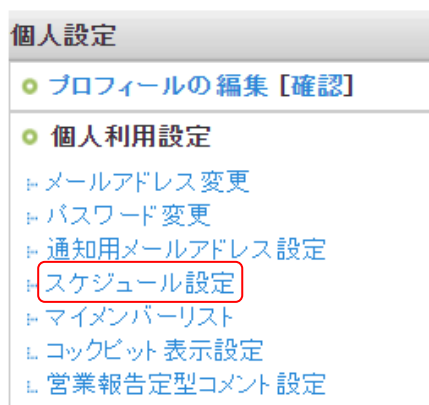 個人設定
プロフィールの編集 [確認]
個人利用設定
メールアドレス変更
パスワード変更
通知用メールアドレス設定
スケジュール設定
マイメンバーリスト
コックピット表示設定
営業報告定型コメント設定